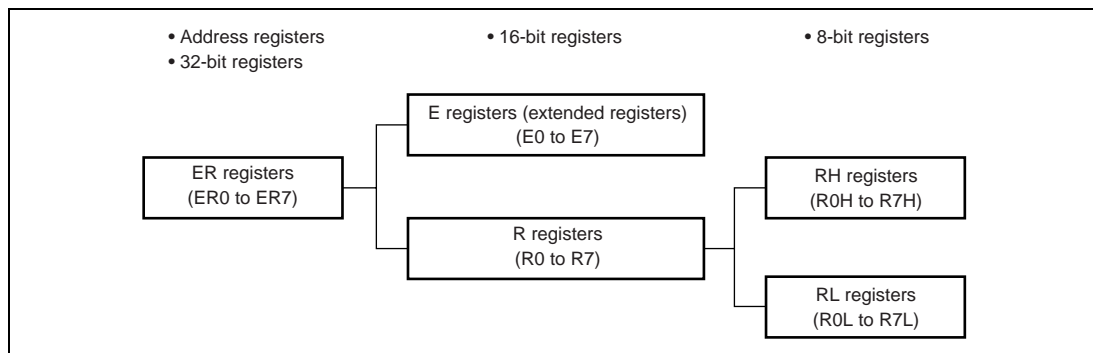 • Address registers
• 32-bit registers
• 16-bit registers
• 8-bit registers
E registers (extended registers)
(E0 to E7)
ER registers
(ER0 to ER7)
RH registers
(R0H to R7H)
R registers
(R0 to R7)
RL registers
(R0L to R7L)